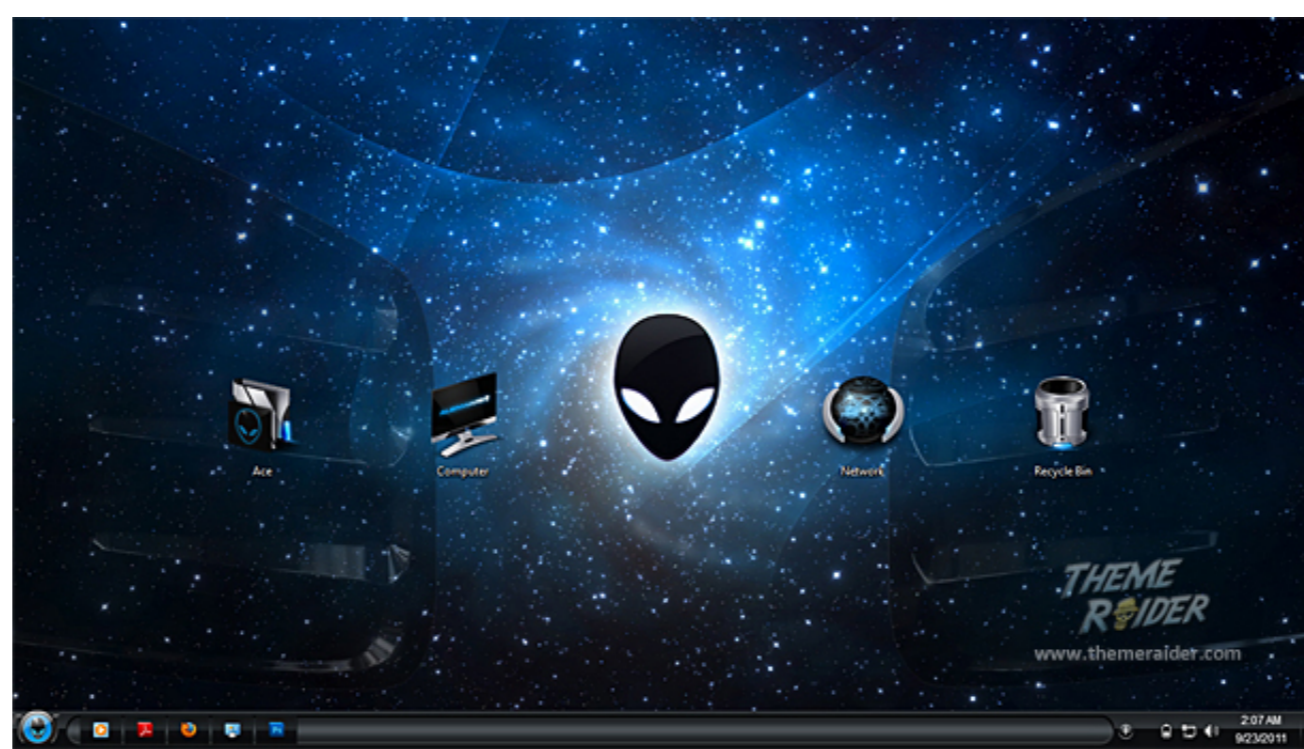 Ace
Computer
Network
Recycle Bin
THEME
RAIDER
www.themeraider.com
2:07 AM
9/23/2011